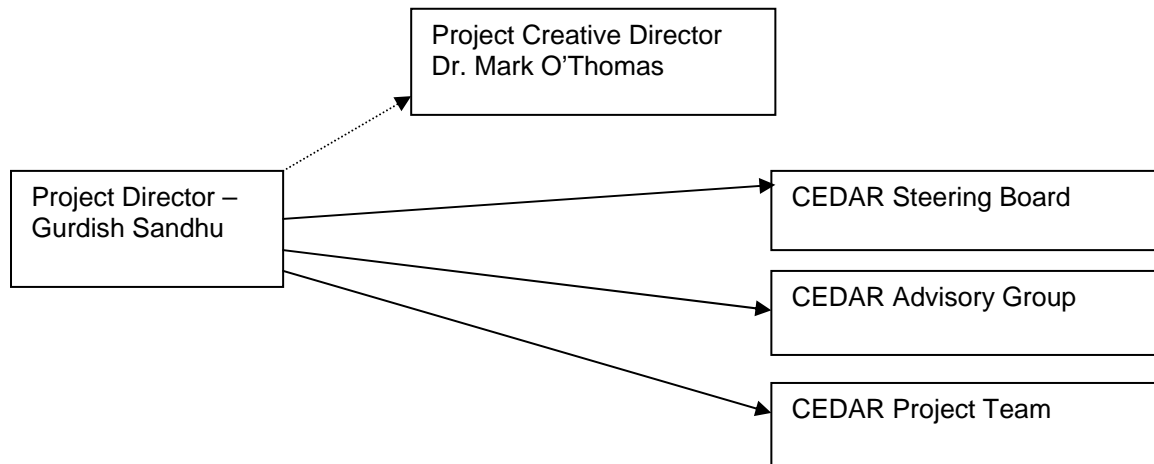 Project Creative Director
Dr. Mark O'Thomas
Project Director –
Gurdish Sandhu
CEDAR Steering Board
CEDAR Advisory Group
CEDAR Project Team